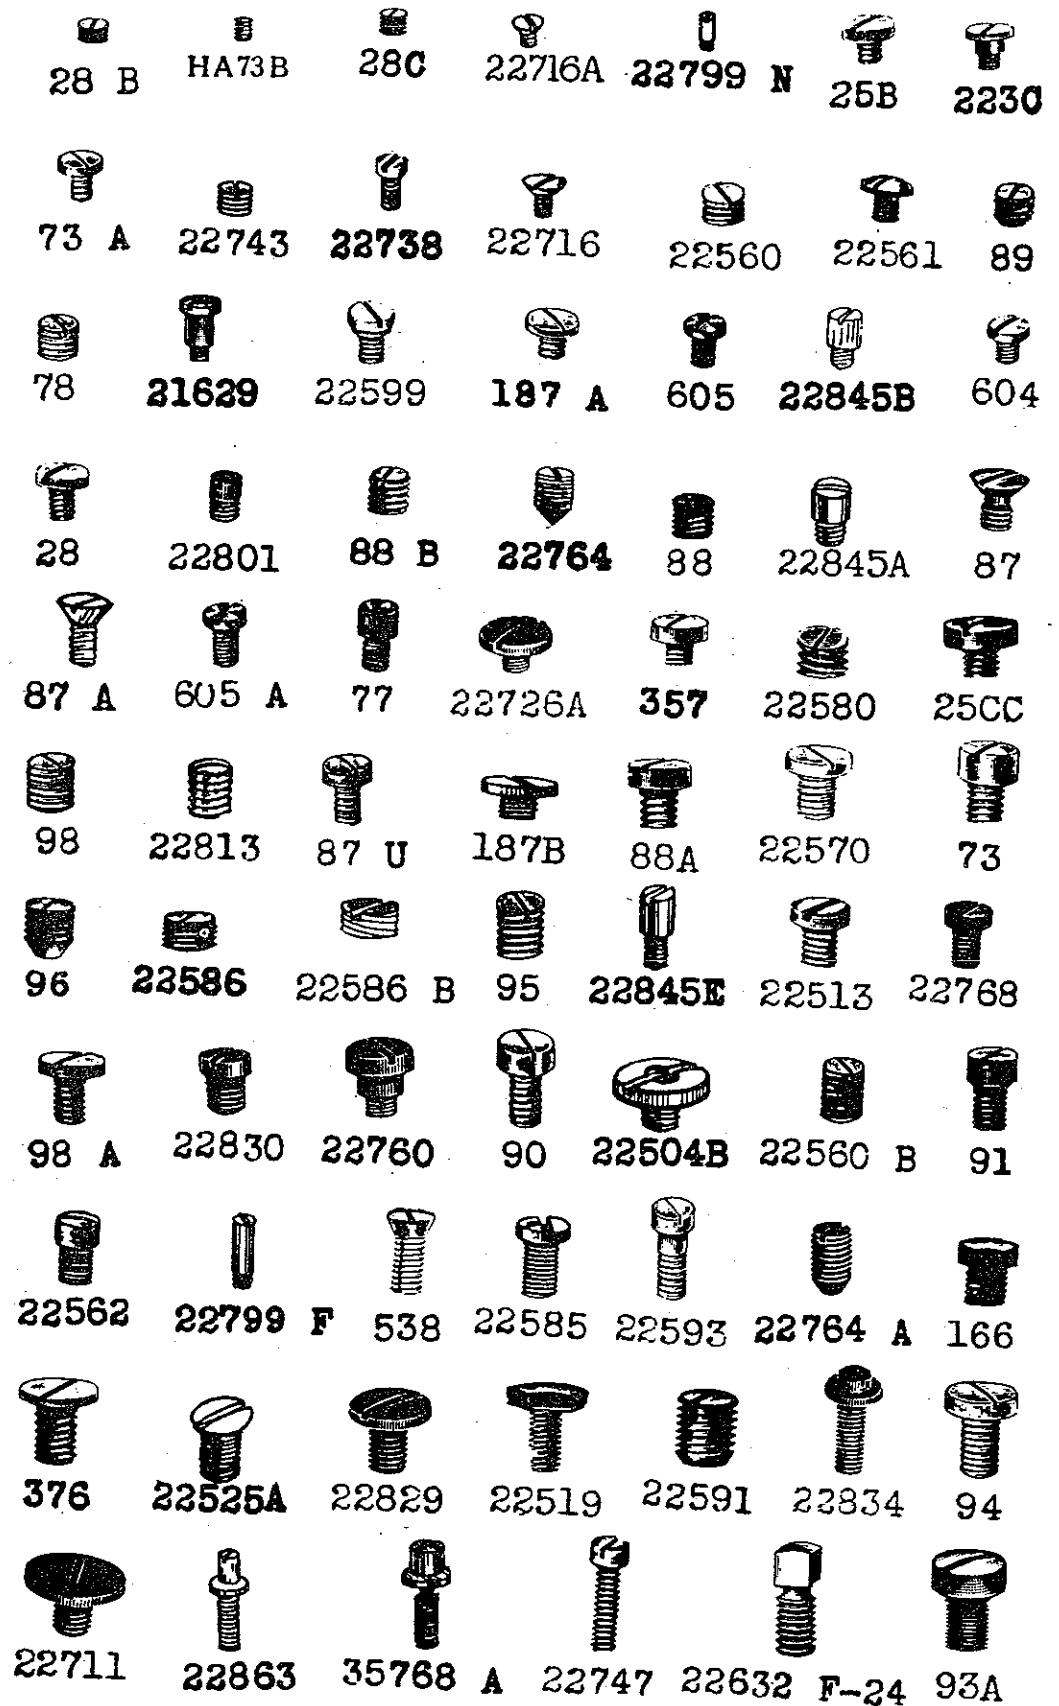 28 B HA73B 28C 22716A 22799 N 25B 223C
73 A 22743 22738 22716 22560 22561 89
78 21629 22599 187 A 605 22845B 604
28 22801 88 B 22764 88 22845A 87
87 A 605 A 77 22726A 357 22580 25CC
98 22813 87 U 187B 88A 22570 73
96 22586 22586 B 95 22845E 22513 22768
98 A 22830 22760 90 22504B 22560 B 91
22562 22799 F 538 22585 22593 22764 A 166
376 22525A 22829 22519 22591 22834 94
22711 22863 35768 A 22747 22632 F-24 93A